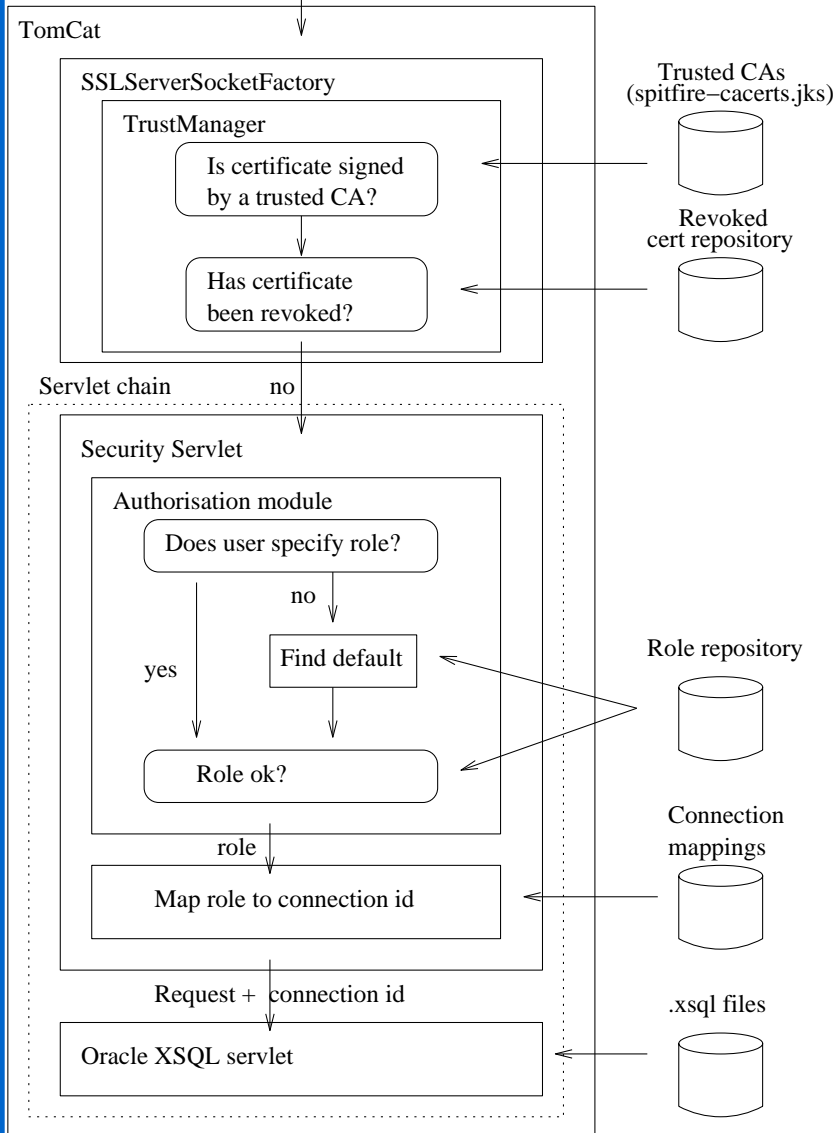 TomCat
SSLServerSocketFactory
TrustManager
Is certificate signed
by a trusted CA?
Has certificate
been revoked?
Trusted CAs
(spitfire−cacerts.jks)
Revoked
cert repository
Servlet chain
no
Security Servlet
Authorisation module
Does user specify role?
no
yes
Find default
Role ok?
Role repository
role
Map role to connection id
Connection
mappings
Request + connection id
Oracle XSQL servlet
.xsql files